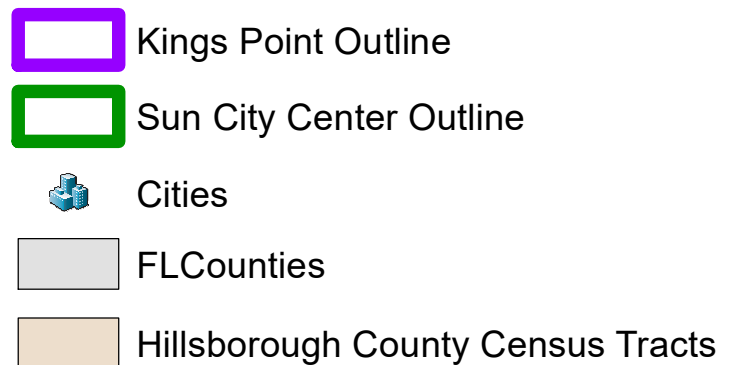 Kings Point Outline
Sun City Center Outline
Cities
FLCounties
Hillsborough County Census Tracts